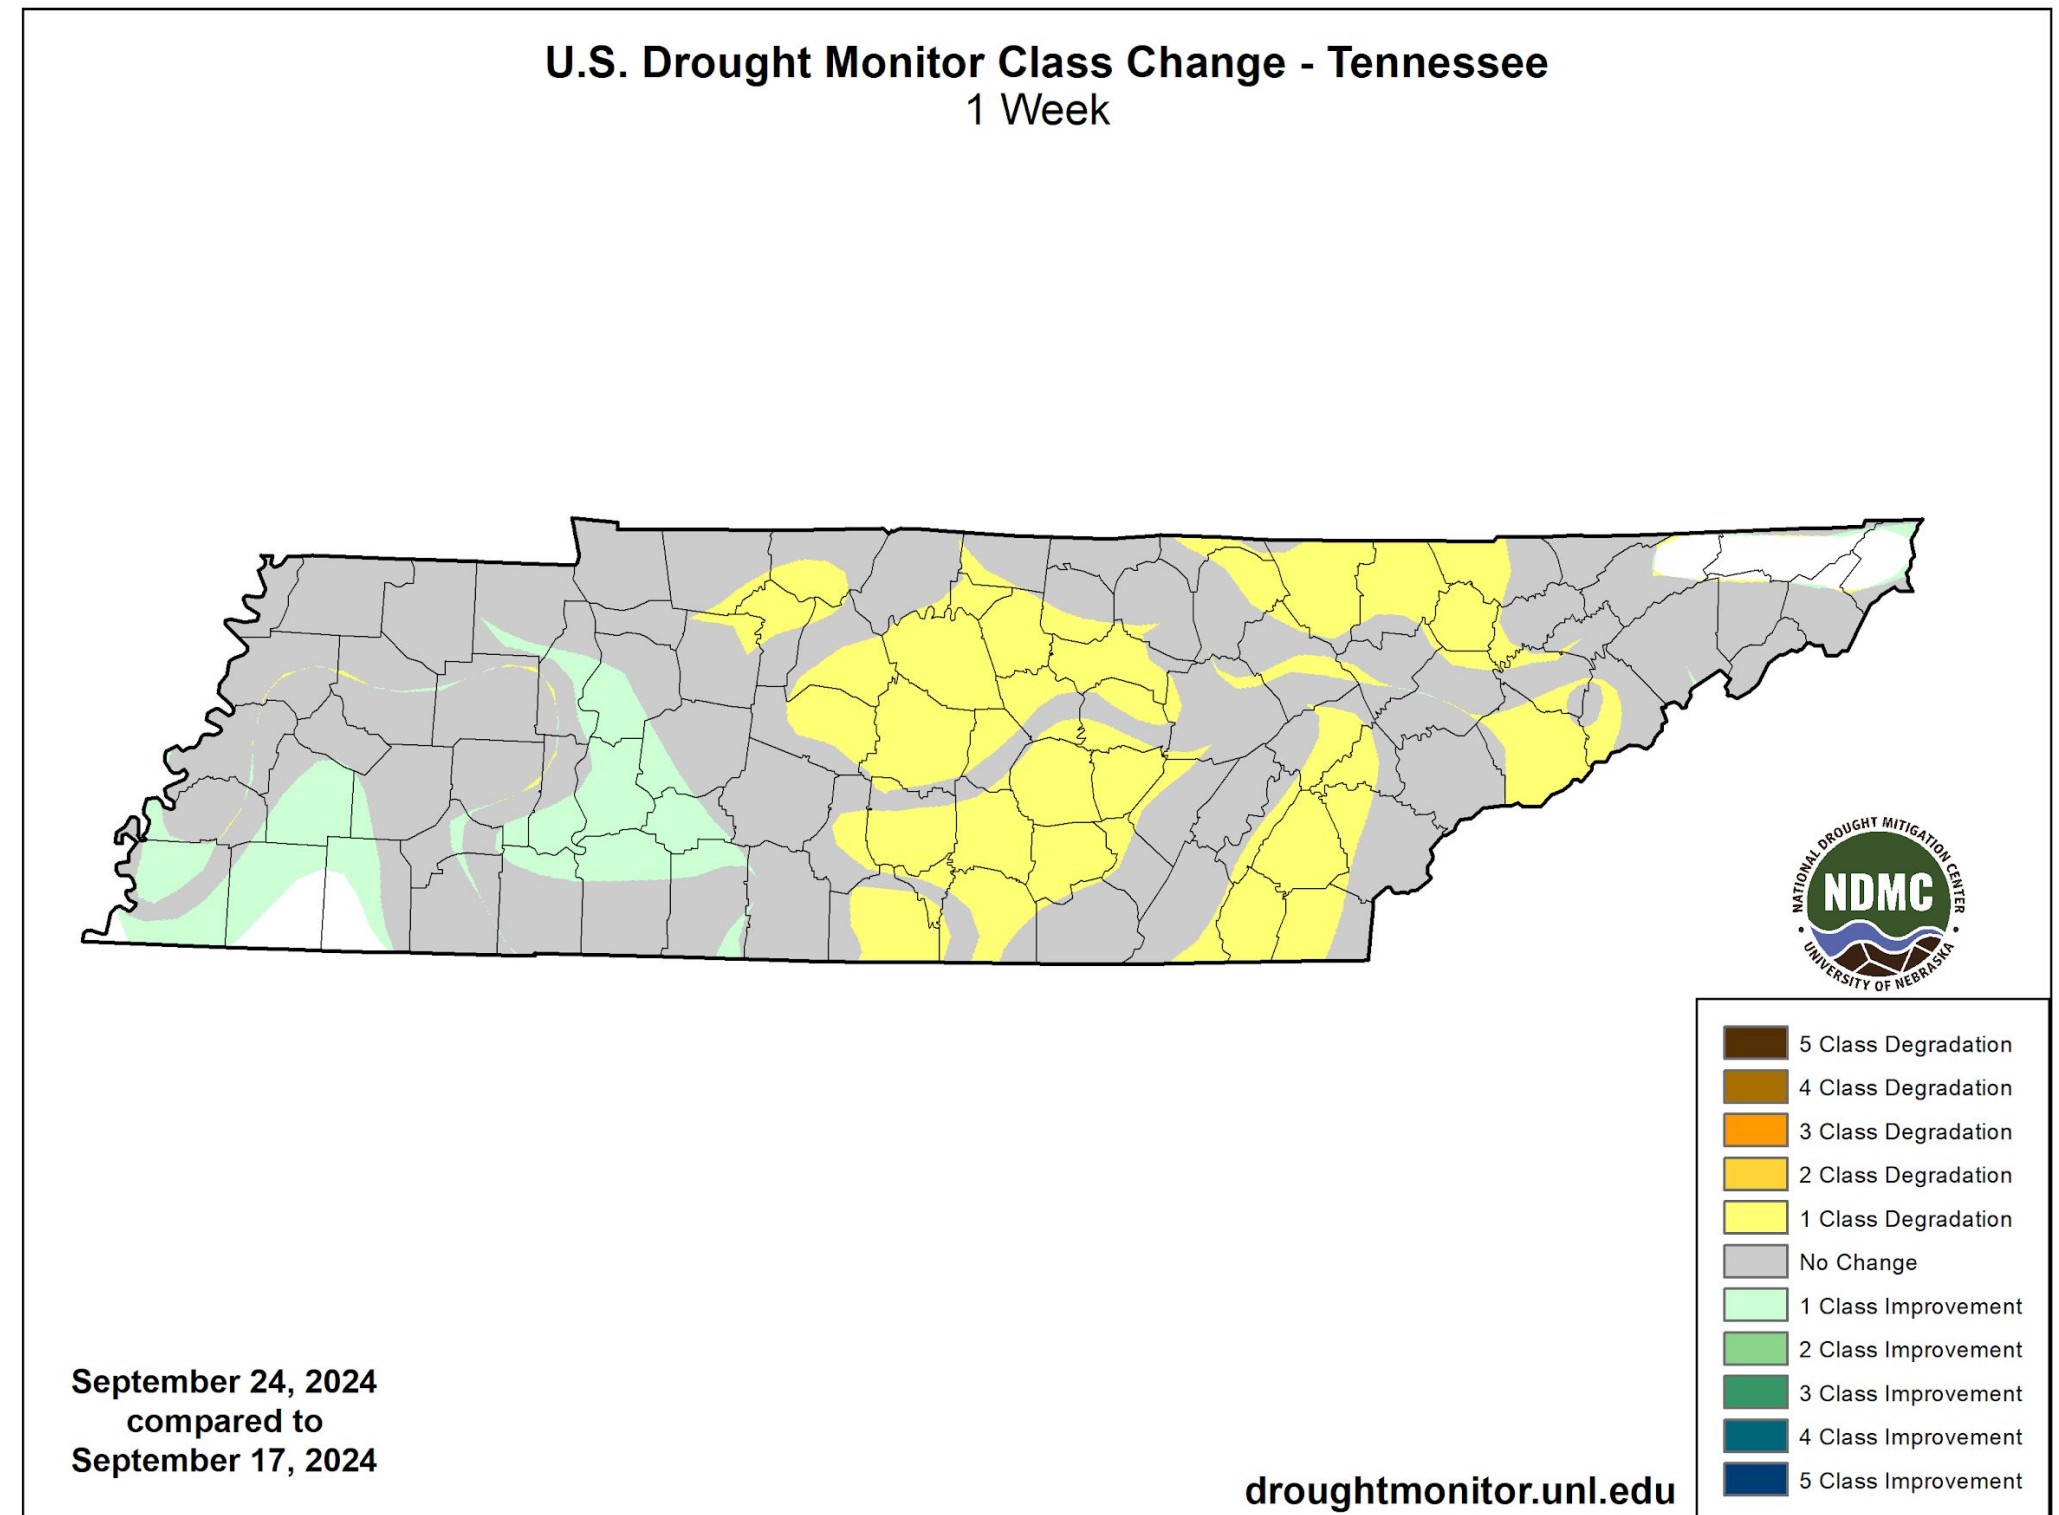 U.S. Drought Monitor Class Change - Tennessee
1 Week
NATIONAL DROUGHT MITIGATION CENTER
NDMC
UNIVERSITY OF NEBRASKA
5 Class Degradation
4 Class Degradation
3 Class Degradation
2 Class Degradation
1 Class Degradation
No Change
1 Class Improvement
2 Class Improvement
3 Class Improvement
4 Class Improvement
5 Class Improvement
September 24, 2024
compared to
September 17, 2024
droughtmonitor.unl.edu